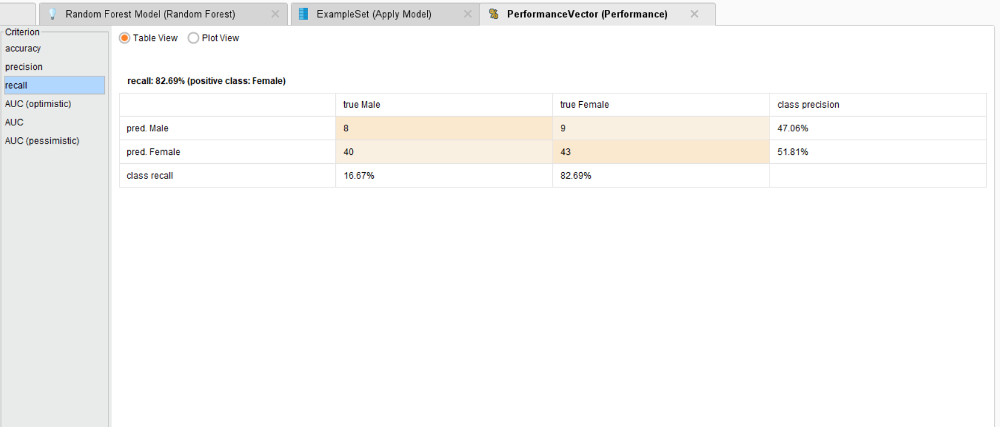 Random Forest Model (Random Forest) ExampleSet (Apply Model) % PerformanceVector (Performance)
Criterion
accuracy
precision
recall
AUC (optimistic)
AUC
AUC (pessimistic)
Table View Plot View
recall: 82.69% (positive class: Female)
true Male true Female class precision
pred. Male 8 9 47.06%
pred. Female 40 43 51.81%
class recall 16.67% 82.69%